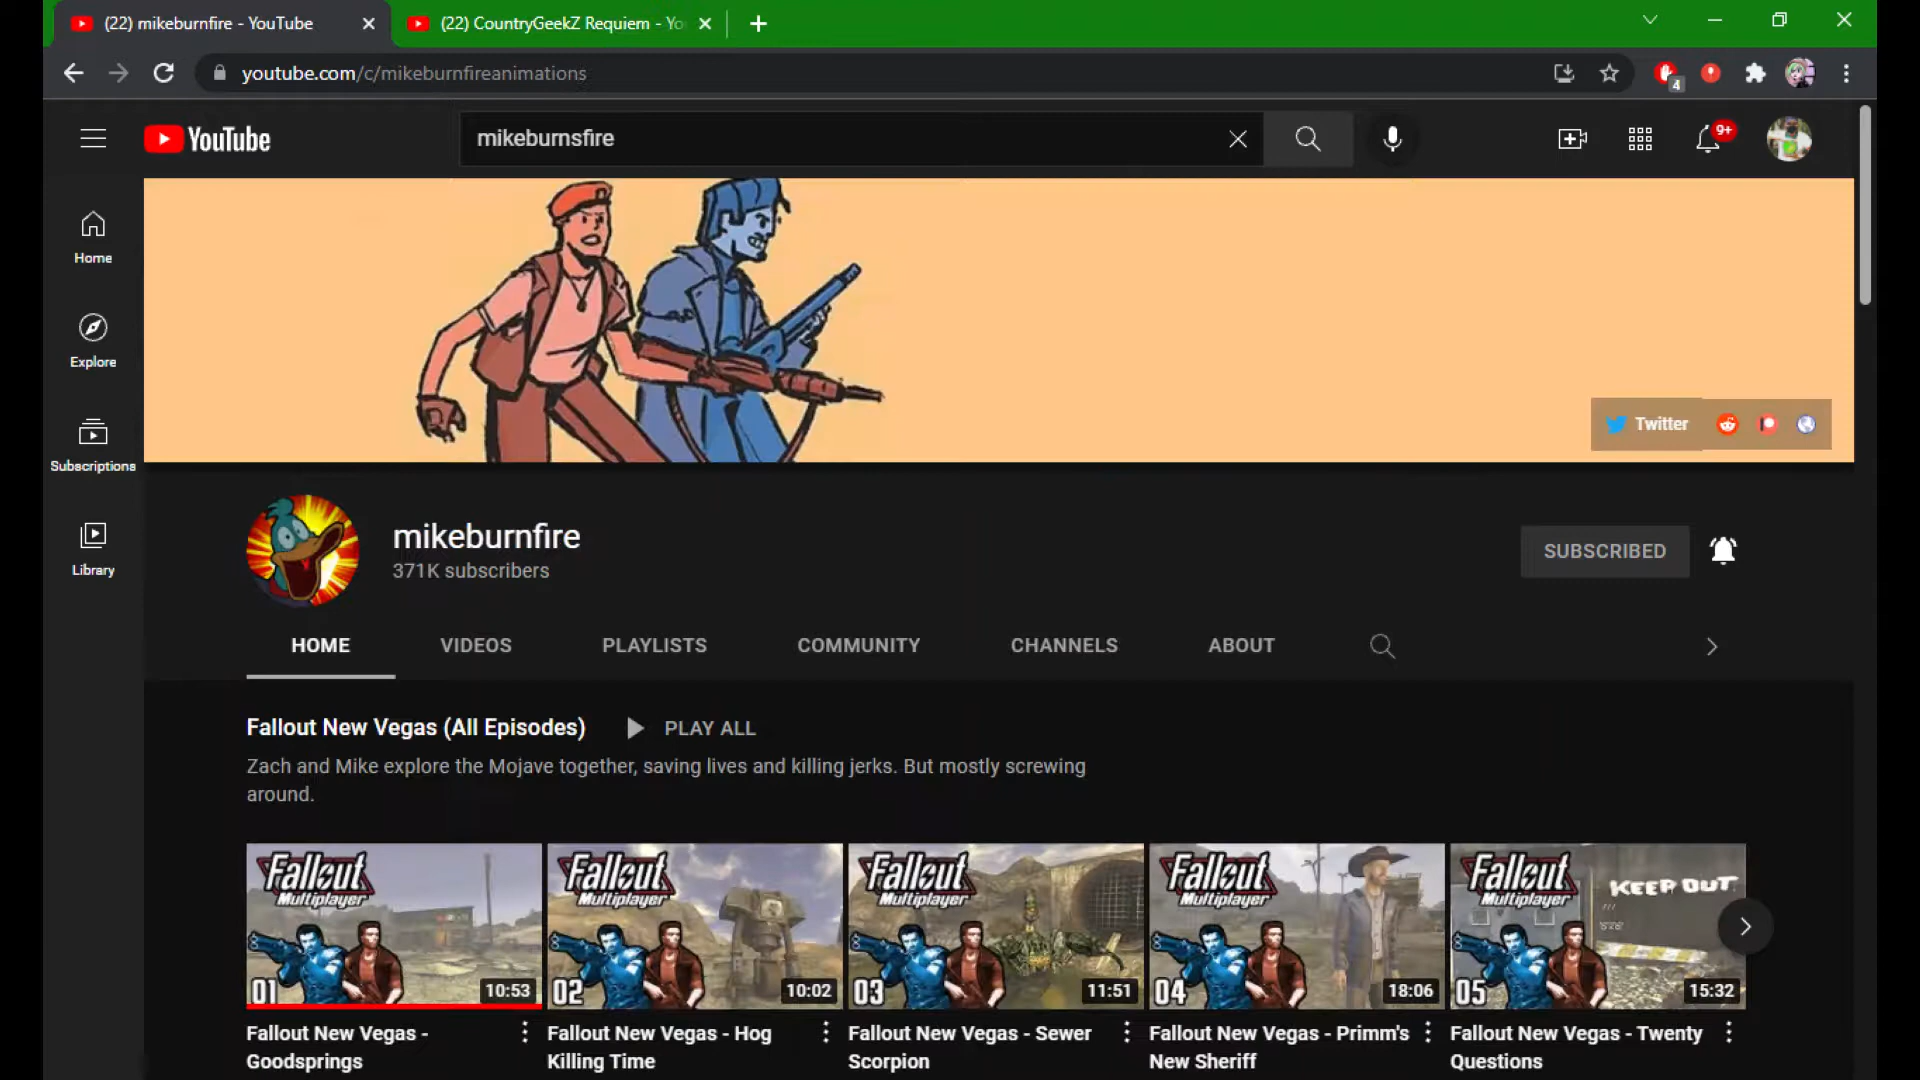 (22) mikeburnfire - YouTube
(22) CountryGeekZ Requiem - Yo
youtube.com/c/mikeburnfireanimations
4
YouTube
mikeburnsfire
9+
Home
Explore
Subscriptions
Library
Twitter
mikeburnfire
371K subscribers
SUBSCRIBED
HOME VIDEOS PLAYLISTS COMMUNITY CHANNELS ABOUT
Fallout New Vegas (All Episodes) PLAY ALL
Zach and Mike explore the Mojave together, saving lives and killing jerks. But mostly screwing
around.
Fallout Multiplayer 01 10:53
Fallout Multiplayer 02 10:02
Fallout Multiplayer 03 11:51
Fallout Multiplayer 04 18:06
Fallout Multiplayer KEEP OUT 05 15:32
Fallout New Vegas -
Goodsprings
Fallout New Vegas - Hog
Killing Time
Fallout New Vegas - Sewer
Scorpion
Fallout New Vegas - Primm's
New Sheriff
Fallout New Vegas - Twenty
Questions